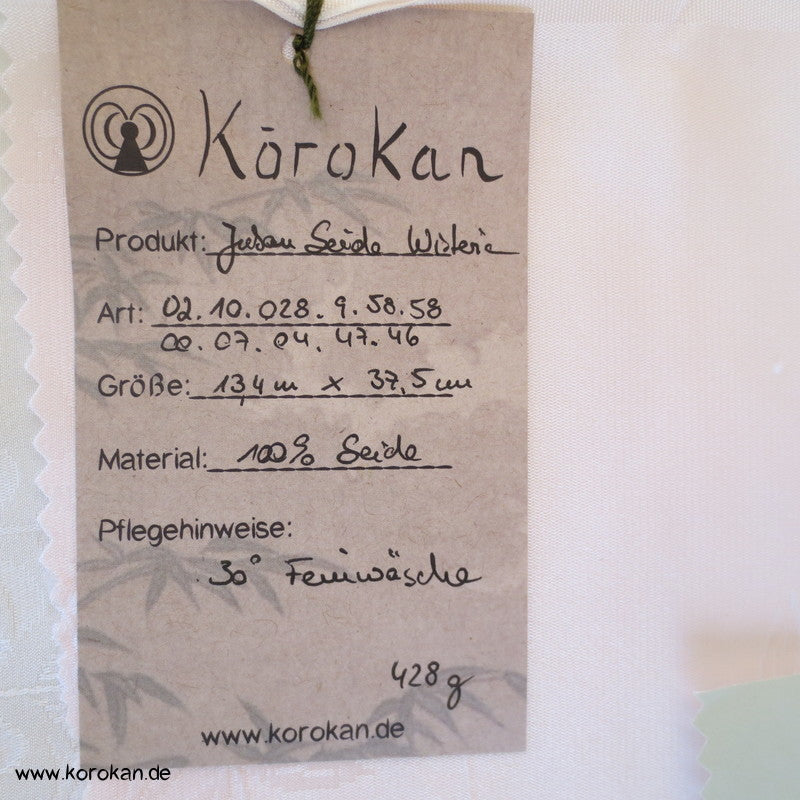 Kōrokan
Produkt: Juban Seide Wisteria
Art: 02.10.028.9.58.58
00.07.04.47.46
Größe: 13,4 m x 37,5 cm
Material: 100% Seide
Pflegehinweise:
30° Feinwäsche
428 g
www.korokan.de
www.korokan.de